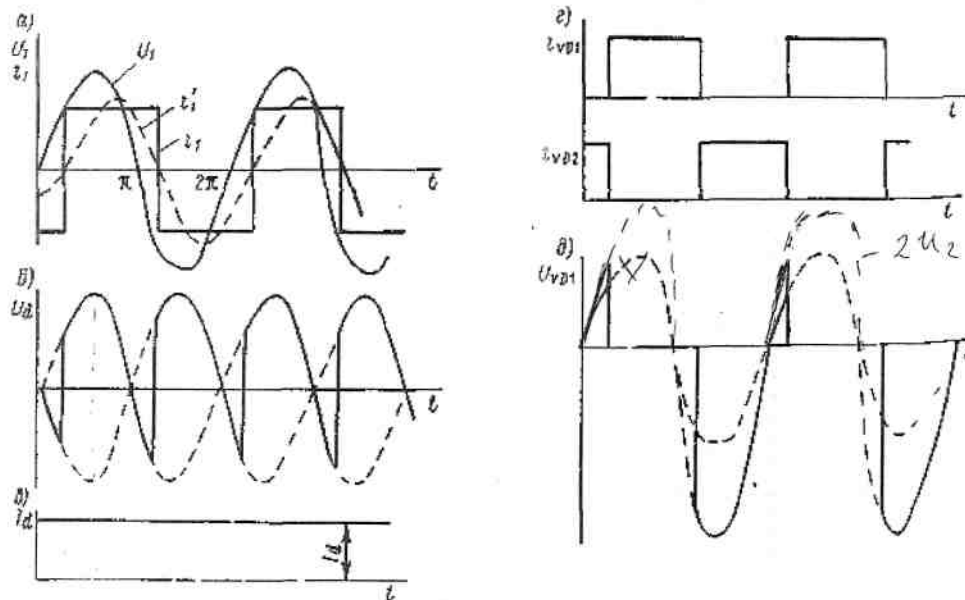 а)
U₁
i₁
U₁
i₁'
i₁
π
2π
t
б)
Ud
t
в)
Id
Id
t
г)
iVD1
t
iVD2
t
д)
UVD1
2U₂